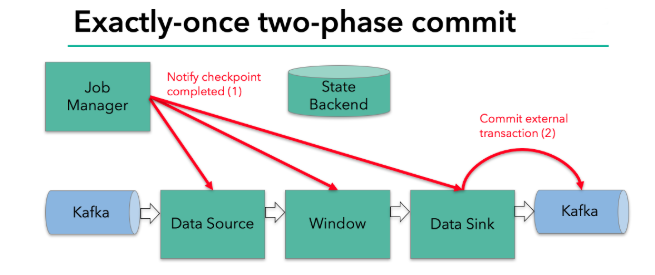 Exactly-once two-phase commit
Job
Manager
Notify checkpoint
completed (1)
State
Backend
Commit external
transaction (2)
Kafka
Data Source
Window
Data Sink
Kafka